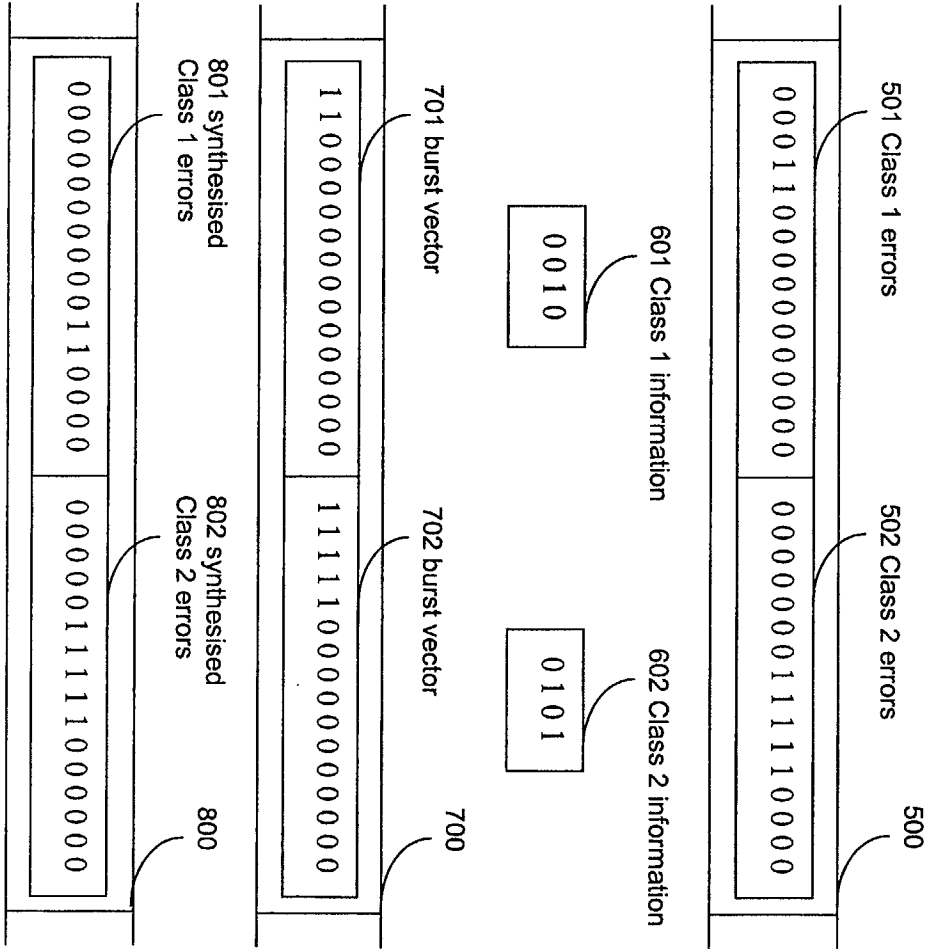 500
501 Class 1 errors
502 Class 2 errors
0 0 0 1 1 0 0 0 0 0 0 0 0 0 0 0
0 0 0 0 0 0 0 1 1 1 1 1 0 0 0 0
601 Class 1 information
602 Class 2 information
0 0 1 0
0 1 0 1
700
701 burst vector
702 burst vector
1 1 0 0 0 0 0 0 0 0 0 0 0 0 0 0
1 1 1 1 1 0 0 0 0 0 0 0 0 0 0 0
800
801 synthesised
Class 1 errors
802 synthesised
Class 2 errors
0 0 0 0 0 0 0 0 0 0 1 1 0 0 0 0
0 0 0 0 0 1 1 1 1 1 0 0 0 0 0 0